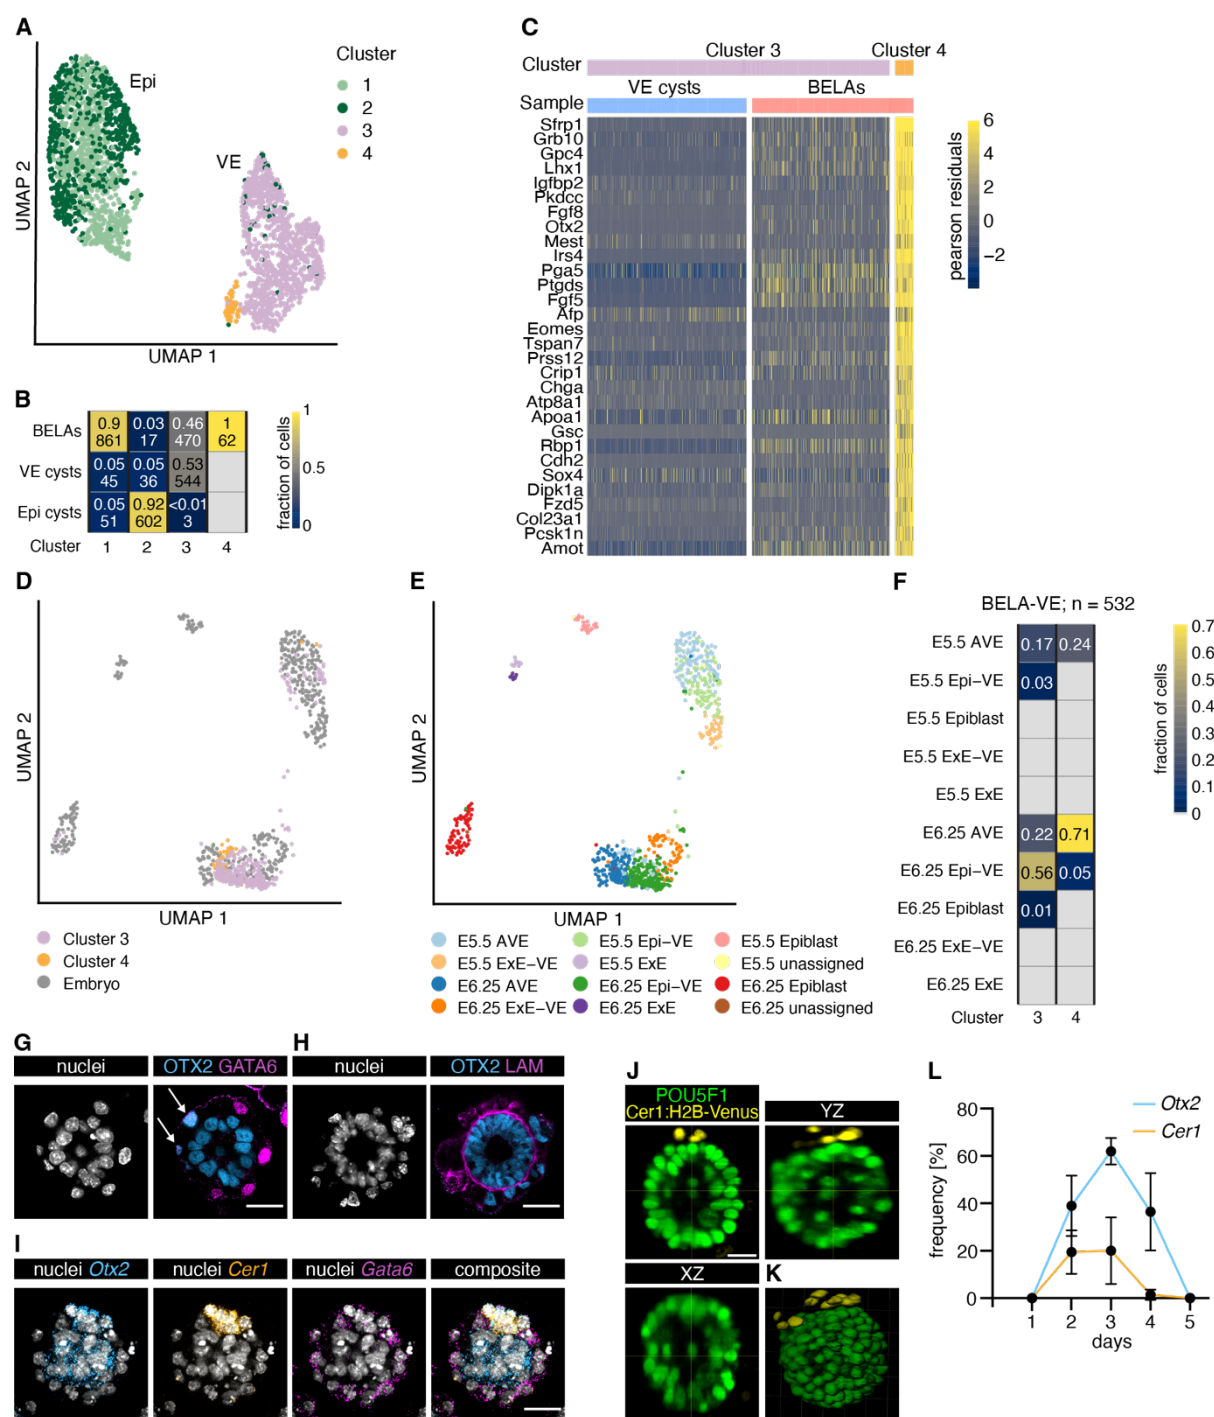 A
Cluster
1
2
3
4
Epi
VE
UMAP 2
UMAP 1
B
BELAs
0.9 0.03 0.46 1
861 17 470 62
VE cysts
0.05 0.05 0.53
45 36 544
Epi cysts
0.05 0.92 <0.01
51 602 3
Cluster 1 2 3 4
fraction of cells
1
0.5
0
C
Cluster 3 Cluster 4
Cluster
VE cysts BELAs
Sample
Sfrp1
Grb10
Gpc4
Lhx1
Igfbp2
Pkdcc
Fgf8
Otx2
Mest
Irs4
Pga5
Ptgds
Fgf5
Afp
Eomes
Tspan7
Prss12
Crip1
Chga
Atp8a1
Apoa1
Gsc
Rbp1
Cdh2
Sox4
Dipk1a
Fzd5
Col23a1
Pcsk1n
Amot
pearson residuals
6
4
2
0
−2
D
UMAP 2
UMAP 1
Cluster 3
Cluster 4
Embryo
E
UMAP 2
UMAP 1
E5.5 AVE E5.5 Epi−VE E5.5 Epiblast
E5.5 ExE−VE E5.5 ExE E5.5 unassigned
E6.25 AVE E6.25 Epi−VE E6.25 Epiblast
E6.25 ExE−VE E6.25 ExE E6.25 unassigned
F
BELA-VE; n = 532
E5.5 AVE 0.17 0.24
E5.5 Epi−VE 0.03
E5.5 Epiblast
E5.5 ExE−VE
E5.5 ExE
E6.25 AVE 0.22 0.71
E6.25 Epi−VE 0.56 0.05
E6.25 Epiblast 0.01
E6.25 ExE−VE
E6.25 ExE
Cluster 3 4
fraction of cells
0.7
0.6
0.5
0.4
0.3
0.2
0.1
0
G
nuclei OTX2 GATA6
H
nuclei OTX2 LAM
I
nuclei Otx2 nuclei Cer1 nuclei Gata6 composite
J
POU5F1
Cer1:H2B-Venus
YZ
XZ
K
L
Otx2
Cer1
frequency [%]
80
60
40
20
0
1 2 3 4 5
days